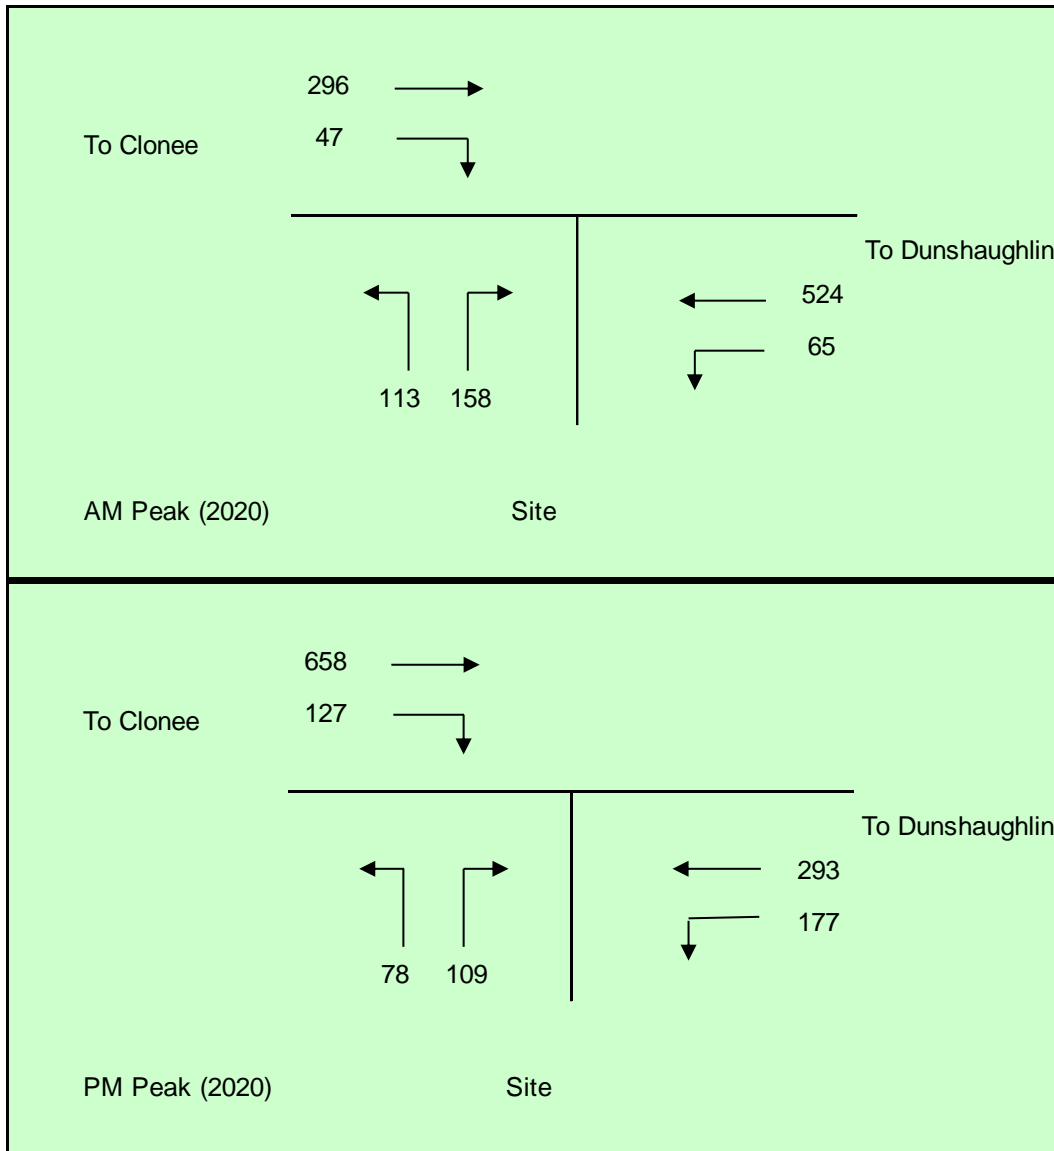 296
To Clonee 47
To Dunshaughlin
524
65
113 158
AM Peak (2020) Site
658
To Clonee 127
To Dunshaughlin
293
177
78 109
PM Peak (2020) Site